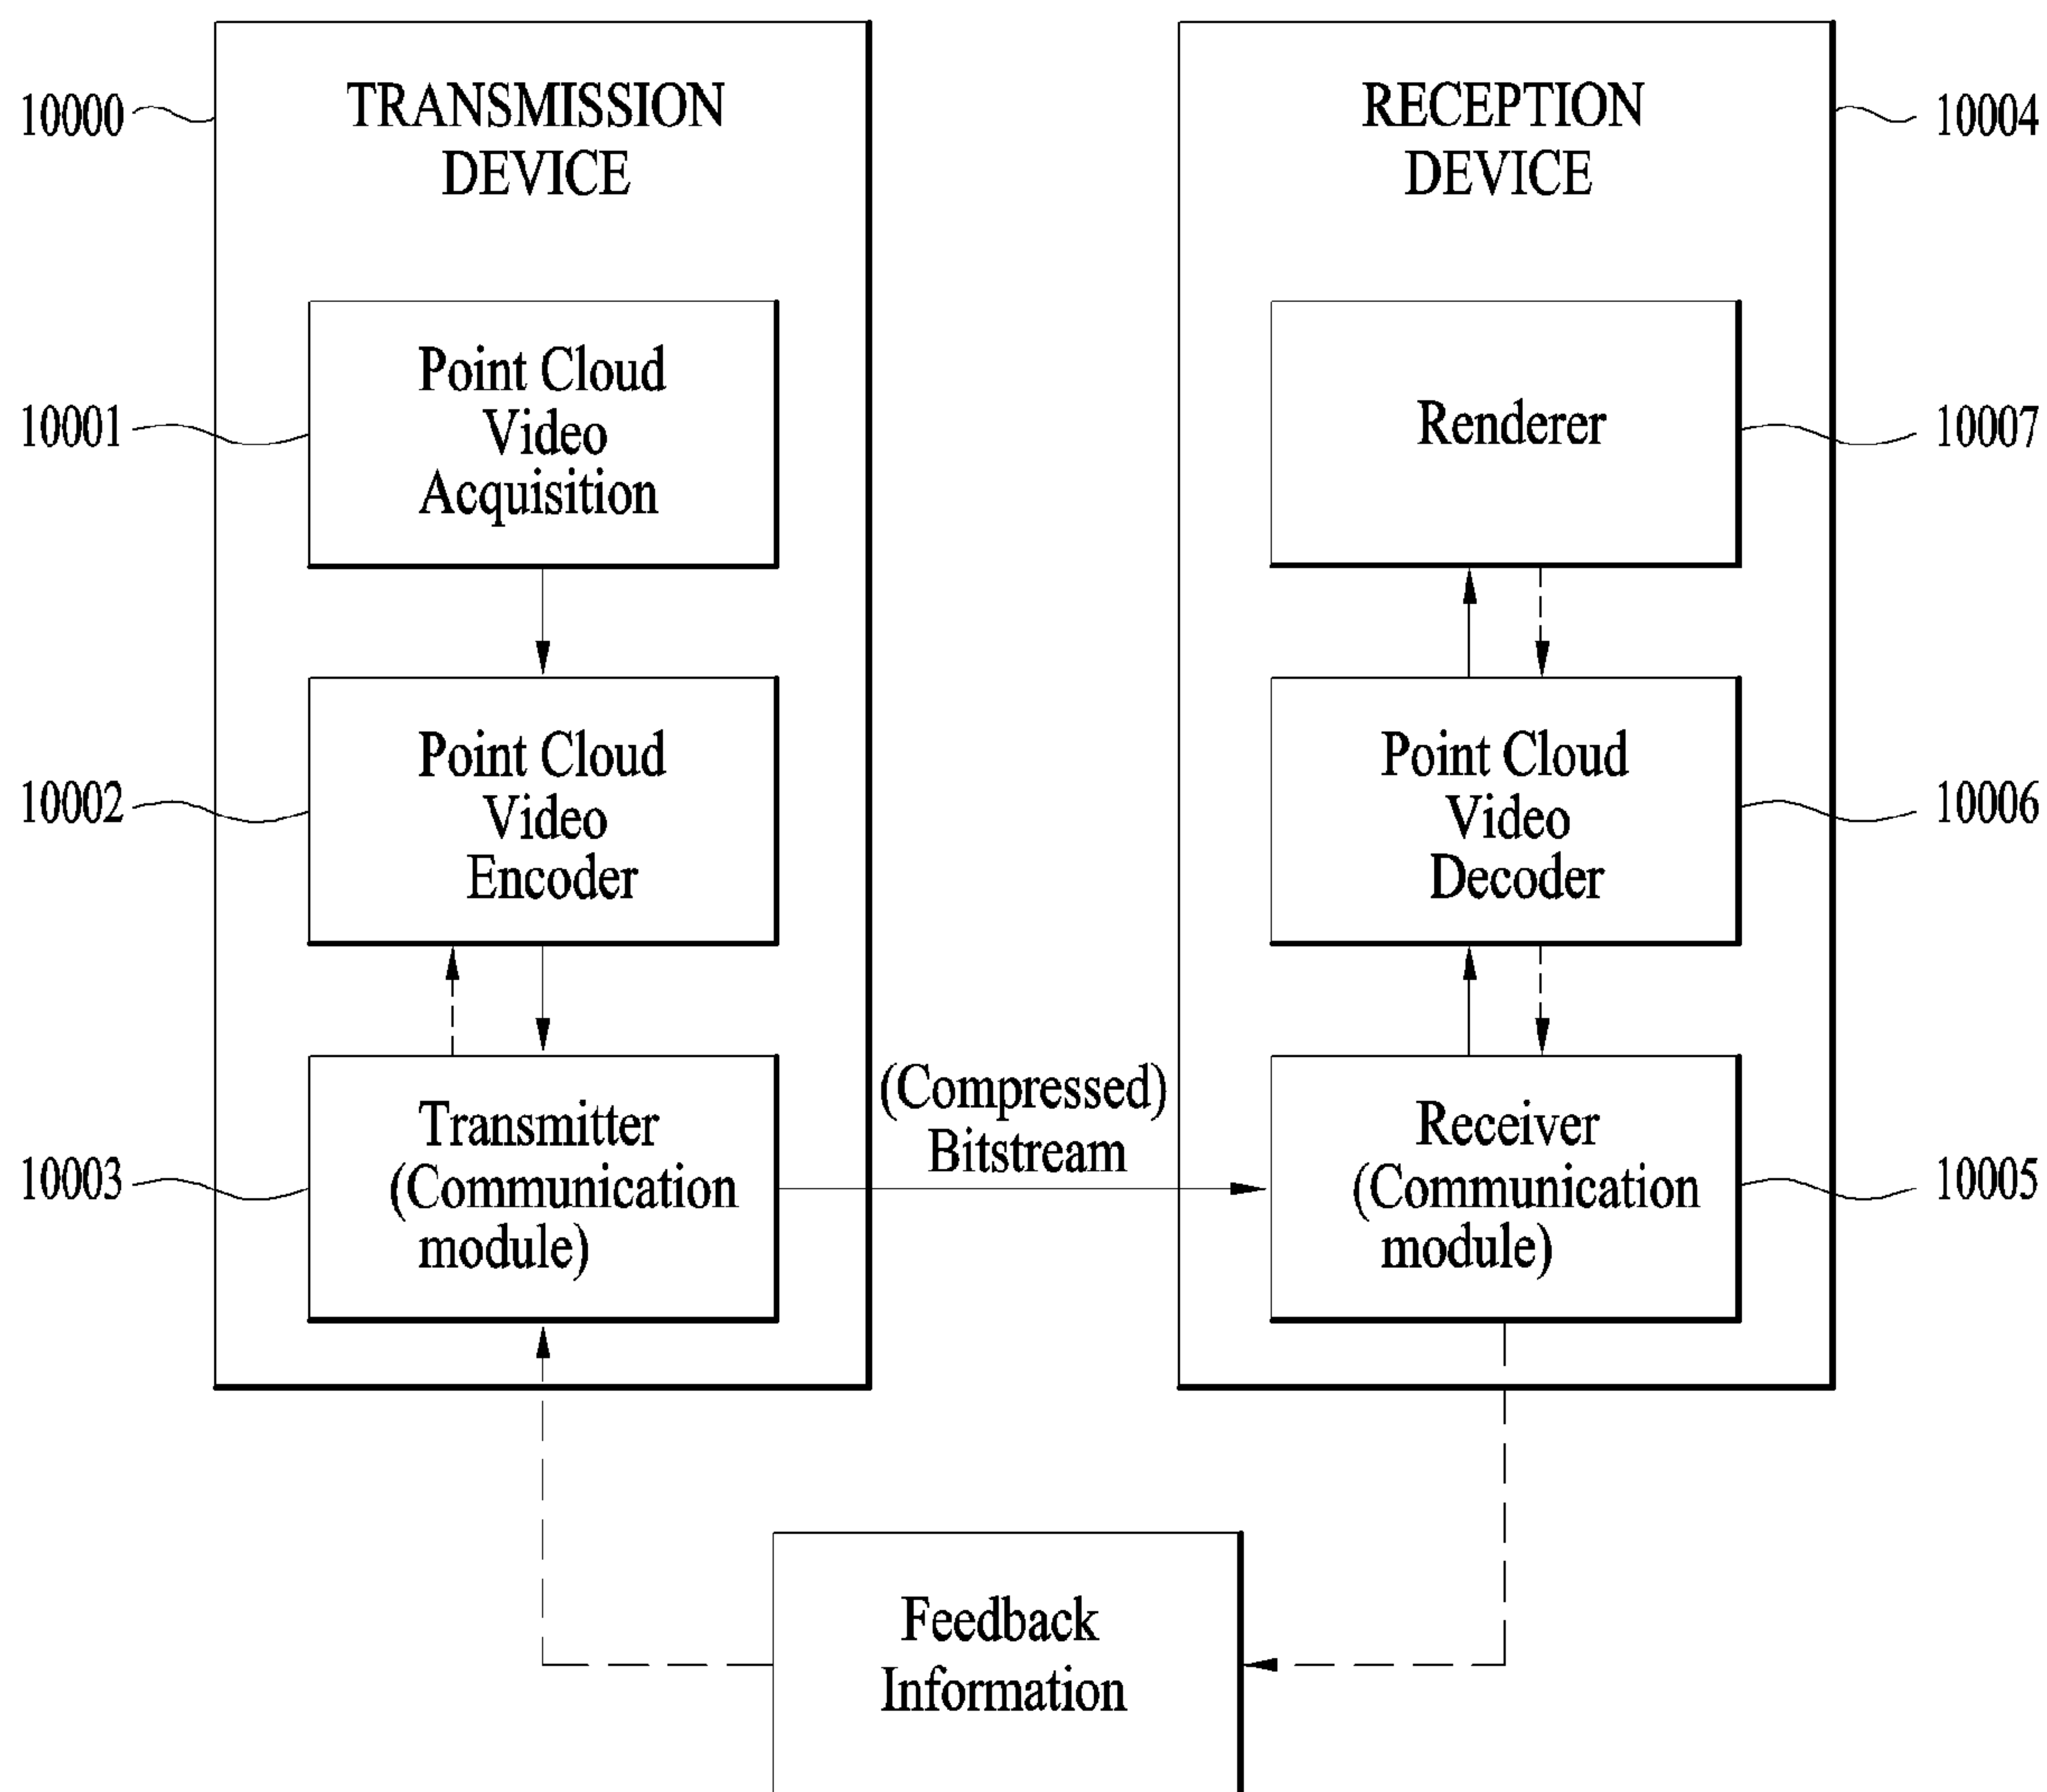 10000
TRANSMISSION
DEVICE
10001
Point Cloud
Video
Acquisition
10002
Point Cloud
Video
Encoder
10003
Transmitter
(Communication
module)
(Compressed)
Bitstream
RECEPTION
DEVICE
10004
Renderer
10007
Point Cloud
Video
Decoder
10006
Receiver
(Communication
module)
10005
Feedback
Information